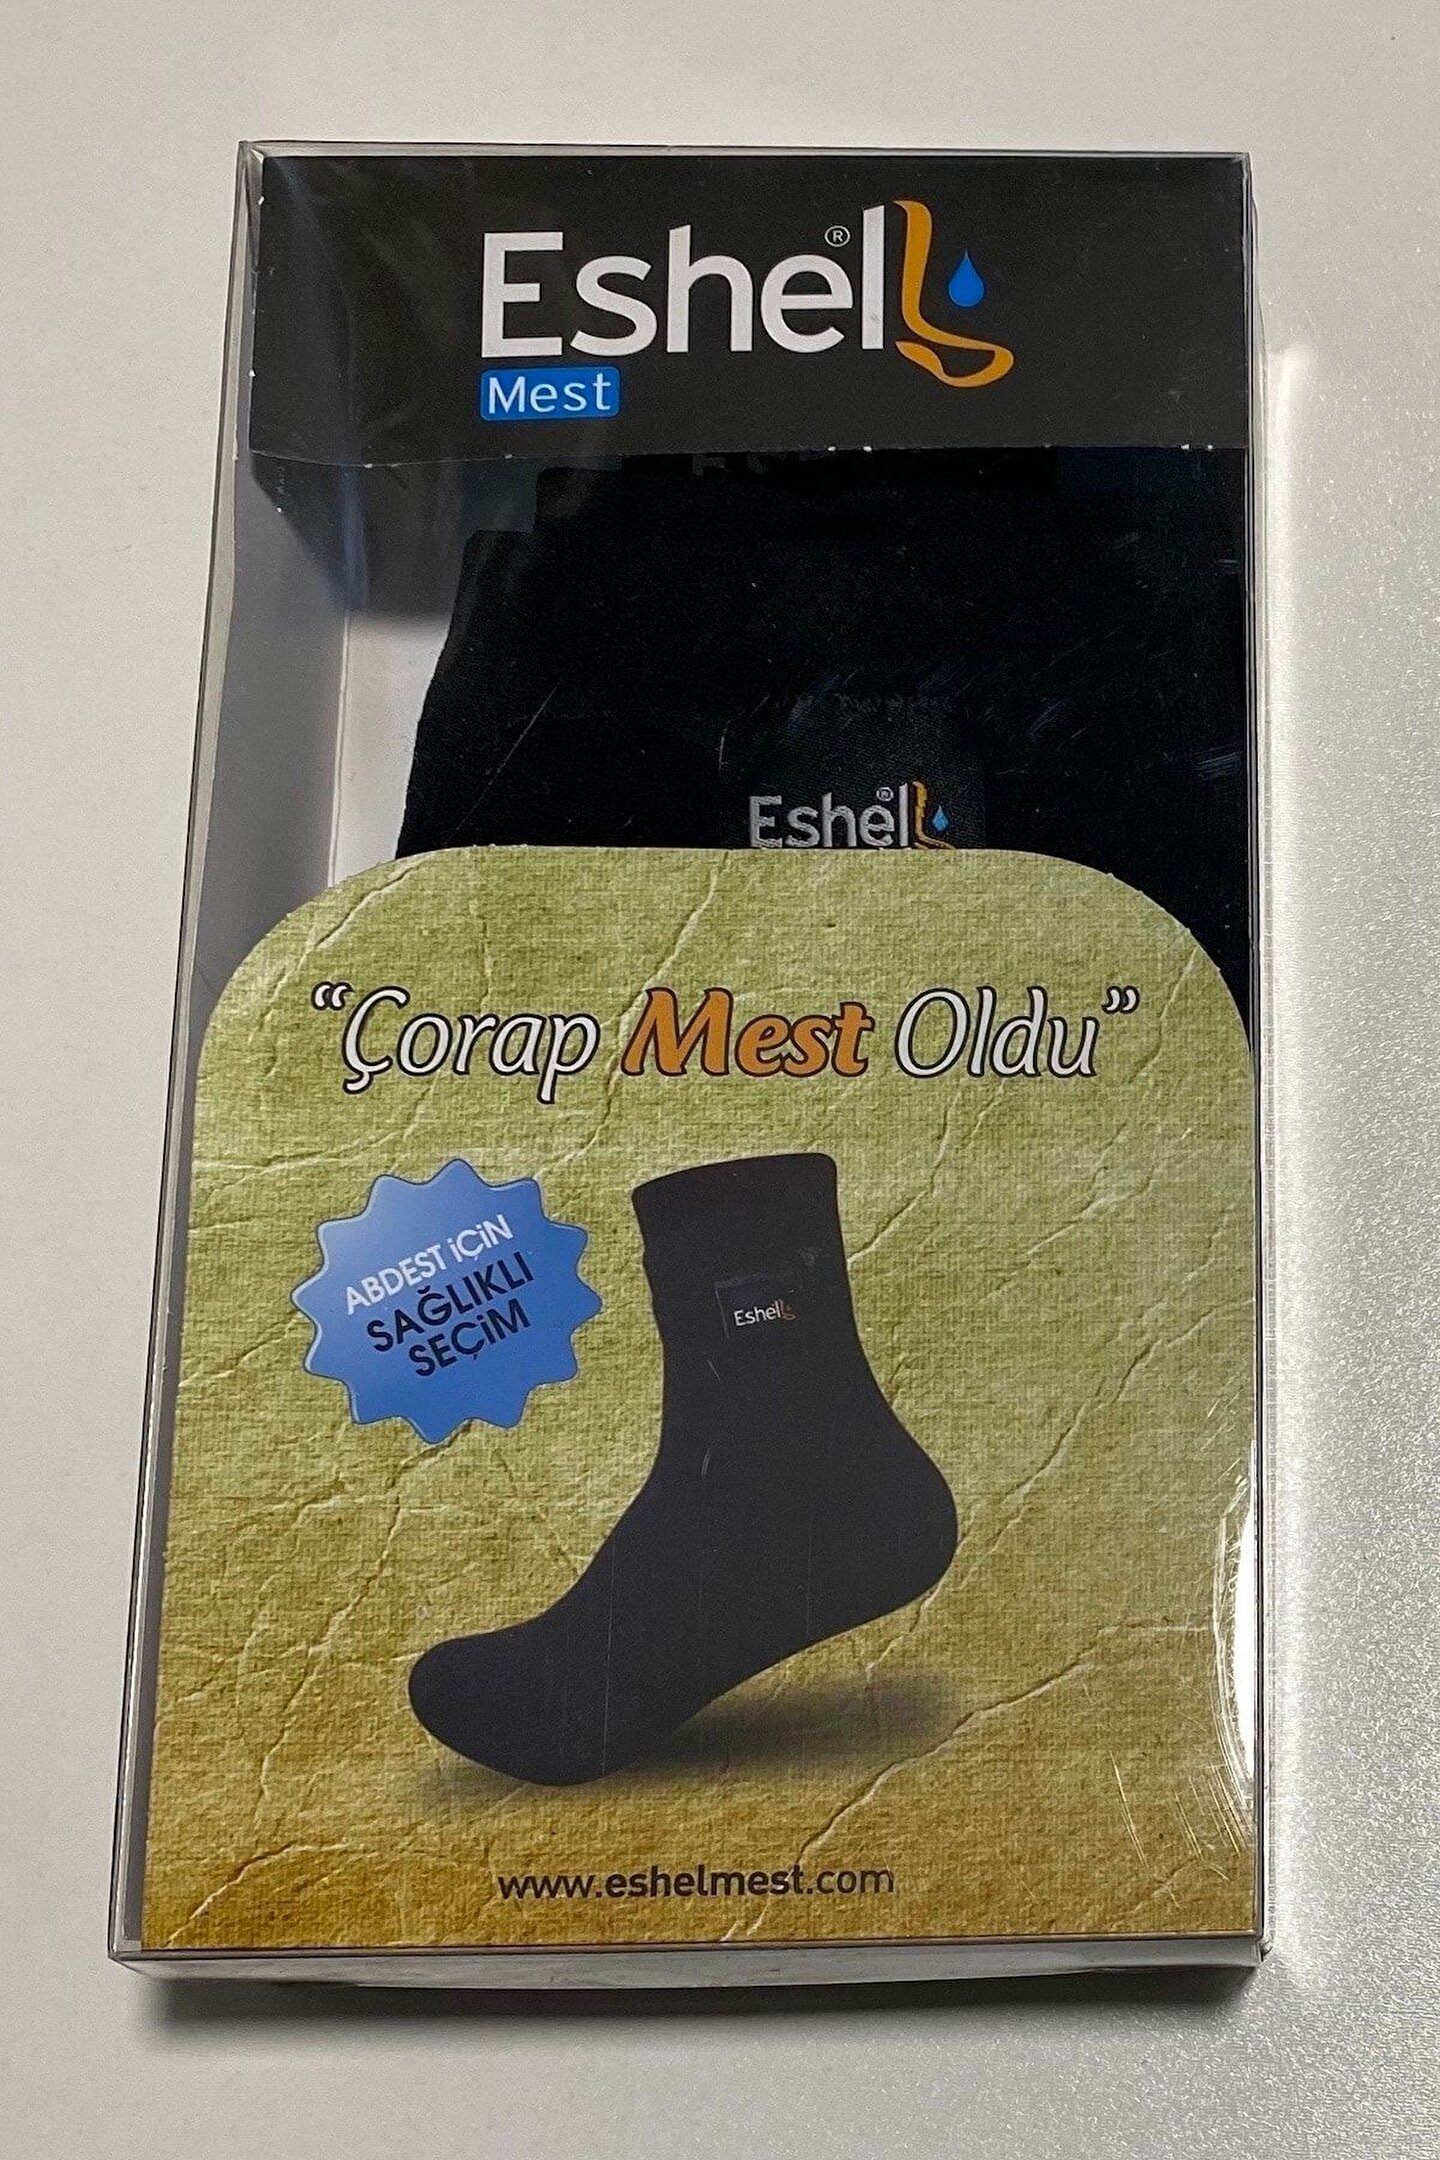 Eshel®
Mest
Eshel®
“Çorap Mest Oldu”
ABDEST İÇİN
SAĞLIKLI
SEÇİM
Eshel
www.eshelmest.com